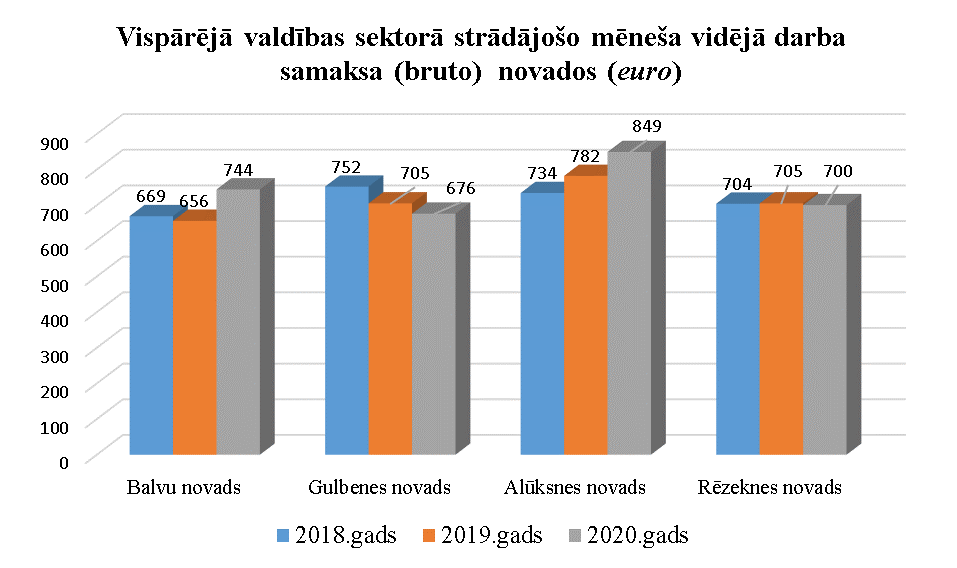 Vispārējā valdības sektorā strādājošo mēneša vidējā darba
samaksa (bruto) novados (euro)
900
800
700
600
500
400
300
200
100
0
669
656
744
752
705
676
734
782
849
704
705
700
Balvu novads
Gulbenes novads
Alūksnes novads
Rēzeknes novads
2018.gads
2019.gads
2020.gads